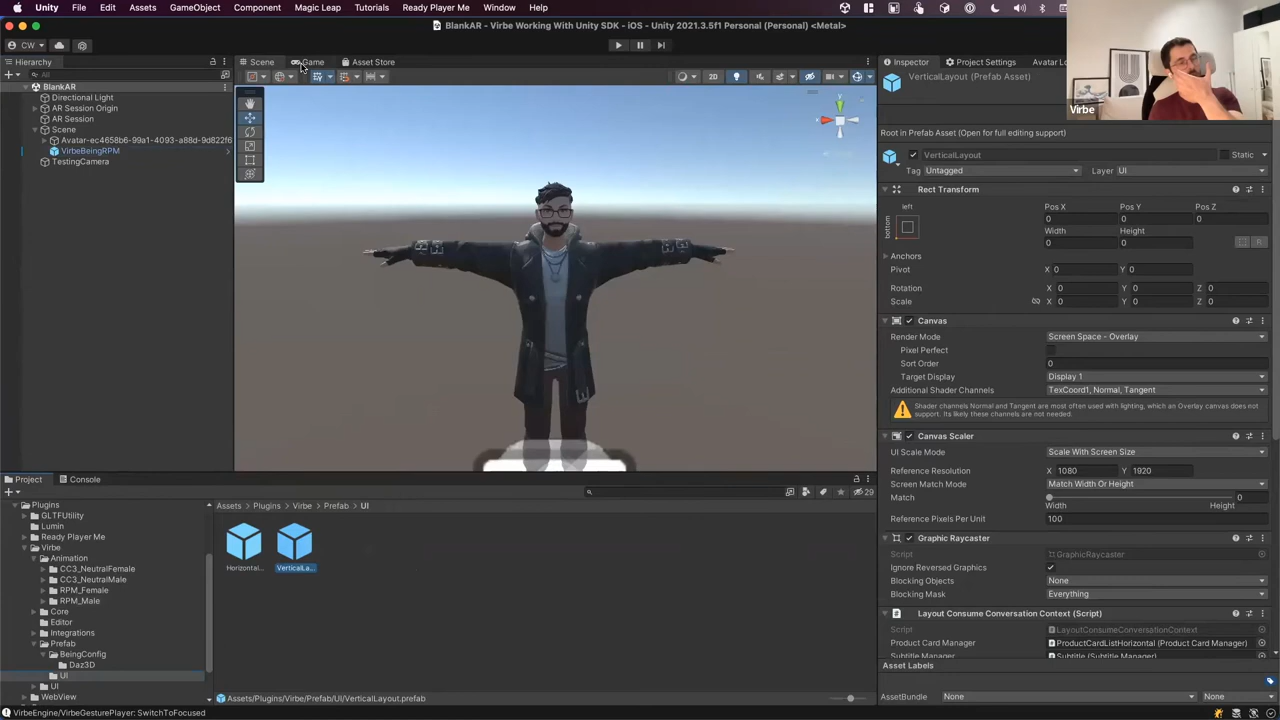 Unity File Edit Assets GameObject Component Magic Leap Tutorials Ready Player Me Window Help
BlankAR - Virbe Working With Unity SDK - iOS - Unity 2021.3.5f1 Personal (Personal) <Metal>
CW
Hierarchy Scene Game Asset Store Inspector Project Settings Avatar Lo
All 2D VerticalLayout (Prefab Asset) Virbe
BlankAR
Directional Light
AR Session Origin
AR Session
Scene Root in Prefab Asset (Open for full editing support)
Avatar-ec4658b6-99a1-4093-a88d-9d822f6
VirbeBeingRPM VerticalLayout Static
TestingCamera
Tag Untagged Layer UI
Rect Transform
left Pos X Pos Y Pos Z
bottom 0 0 0
Width Height
0 0 R
Anchors
Pivot X 0 Y 0
Rotation X 0 Y 0 Z 0
Scale X 0 Y 0 Z 0
Canvas
Render Mode Screen Space - Overlay
Pixel Perfect
Sort Order 0
Target Display Display 1
Additional Shader Channels TexCoord1, Normal, Tangent
Shader channels Normal and Tangent are most often used with lighting, which an Overlay canvas does not
support. Its likely these channels are not needed.
Canvas Scaler
UI Scale Mode Scale With Screen Size
Reference Resolution X 1080 Y 1920
Screen Match Mode Match Width Or Height
Match 0
Width Height
Reference Pixels Per Unit 100
Graphic Raycaster
Script GraphicRaycaster
Ignore Reversed Graphics
Blocking Objects None
Blocking Mask Everything
Layout Consume Conversation Context (Script)
Script LayoutConsumeConversationContext
Product Card Manager ProductCardListHorizontal (Product Card Manager)
Subtitle Manager Subtitle (Subtitle Manager)
Asset Labels
AssetBundle None None
Project Console
29
Assets > Plugins > Virbe > Prefab > UI
Plugins
GLTFUtility
Lumin
Ready Player Me
Virbe
Animation
CC3_NeutralFemale
CC3_NeutralMale
RPM_Female
RPM_Male
Core
Editor
Integrations
Prefab
BeingConfig
Daz3D
UI
UI
WebView
Horizontal... VerticalLa...
Assets/Plugins/Virbe/Prefab/UI/VerticalLayout.prefab
VirbeEngine/VirbeGesturePlayer: SwitchToFocused